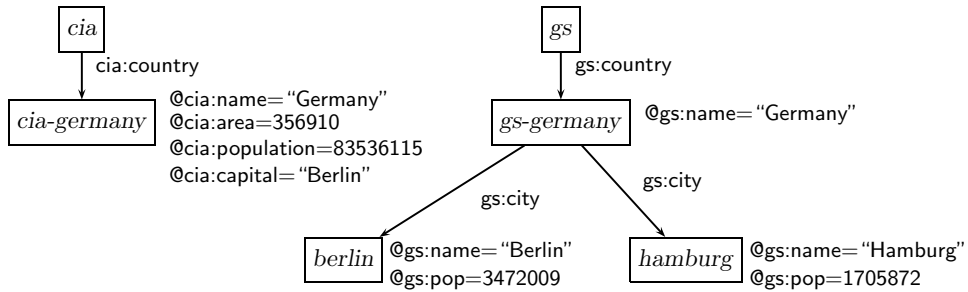 cia
gs
cia:country
gs:country
cia-germany
@cia:name="Germany"
@cia:area=356910
@cia:population=83536115
@cia:capital="Berlin"
gs-germany
@gs:name="Germany"
gs:city
gs:city
berlin
@gs:name="Berlin"
@gs:pop=3472009
hamburg
@gs:name="Hamburg"
@gs:pop=1705872